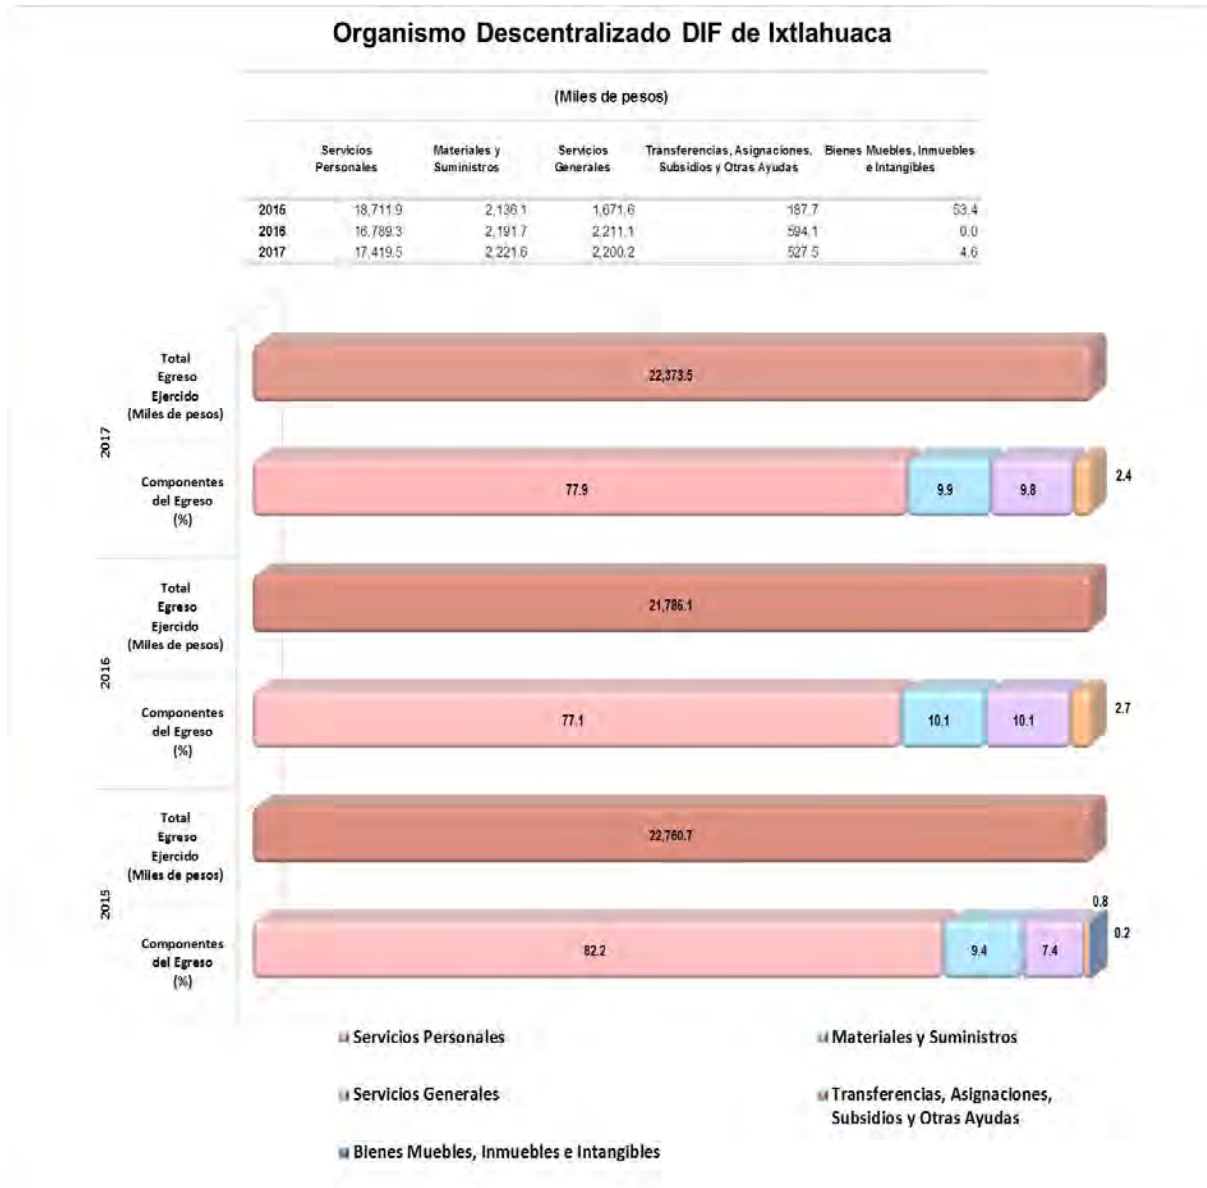 Organismo Descentralizado DIF de Ixtlahuaca
(Miles de pesos)
Servicios Personales
Materiales y Suministros
Servicios Generales
Transferencias, Asignaciones, Subsidios y Otras Ayudas
Bienes Muebles, Inmuebles e Intangibles
2015 18,711.9 2,136.1 1,671.6 187.7 53.4
2016 16,789.3 2,191.7 2,211.1 594.1 0.0
2017 17,419.5 2,221.6 2,200.2 527.5 4.6
2017
Total
Egreso
Ejercido
(Miles de pesos)
22,373.5
Componentes
del Egreso
(%)
77.9 9.9 9.8 2.4
2016
Total
Egreso
Ejercido
(Miles de pesos)
21,786.1
Componentes
del Egreso
(%)
77.1 10.1 10.1 2.7
2015
Total
Egreso
Ejercido
(Miles de pesos)
22,760.7
Componentes
del Egreso
(%)
82.2 9.4 7.4 0.8 0.2
Servicios Personales
Materiales y Suministros
Servicios Generales
Transferencias, Asignaciones,
Subsidios y Otras Ayudas
Bienes Muebles, Inmuebles e Intangibles